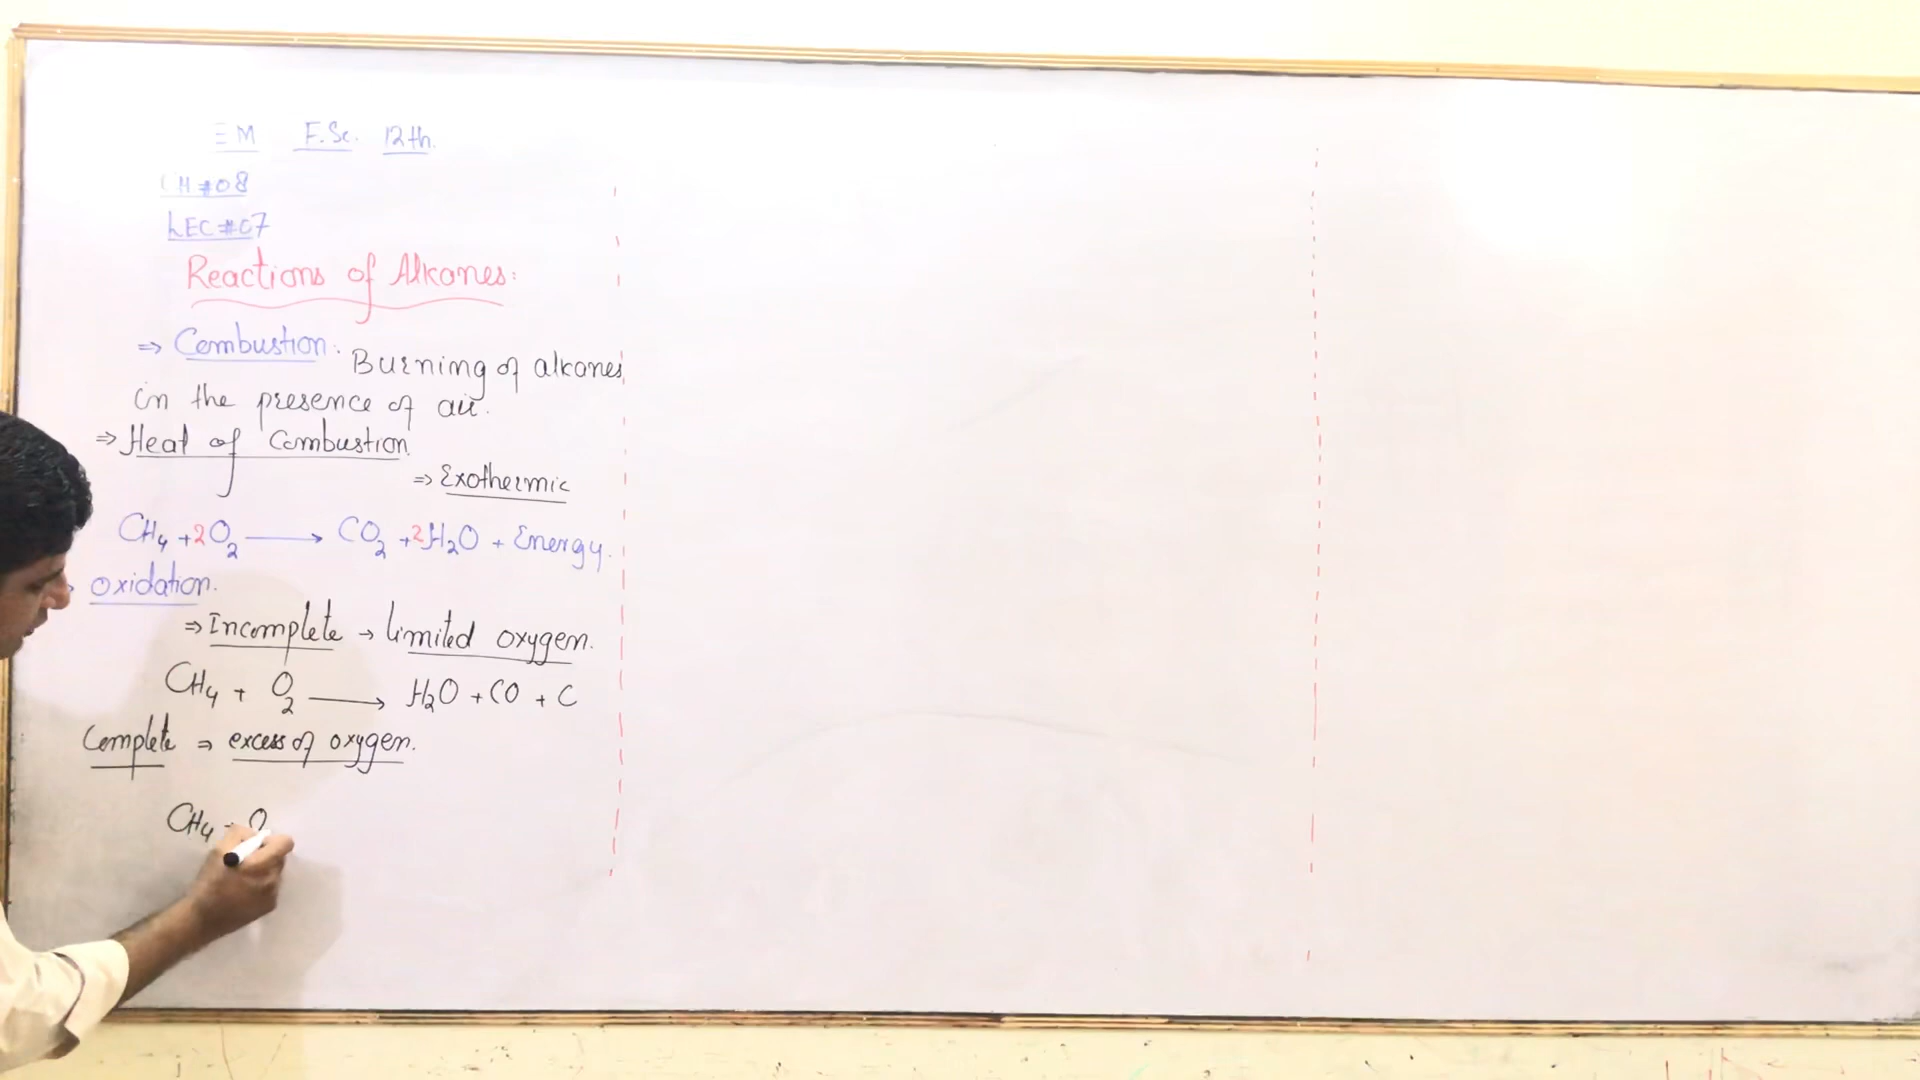 EM F.Sc. 12th.
CH#08
LEC#07
Reactions of Alkanes:
⇒ Combustion: Burning of alkanes
in the presence of air.
⇒ Heat of Combustion
⇒ Exothermic
CH₄ + 2O₂ ⟶ CO₂ + 2H₂O + Energy.
Oxidation.
⇒ Incomplete → limited oxygen.
CH₄ + O₂ ⟶ H₂O + CO + C
Complete ⇒ excess of oxygen.
CH₄ + O